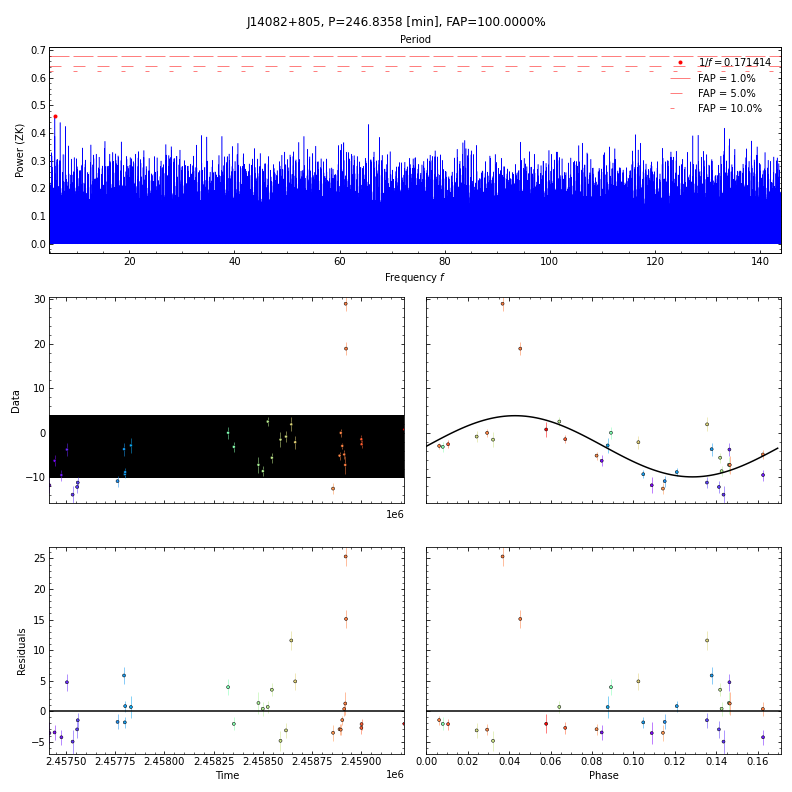 J14082+805, P=246.8358 [min], FAP=100.0000%
Period
0.7
0.6
0.5
0.4
0.3
0.2
0.1
0.0
Power (ZK)
1/f = 0.171414
FAP = 1.0%
FAP = 5.0%
FAP = 10.0%
20 40 60 80 100 120 140
Frequency f
30
20
10
0
−10
Data
1e6
25
20
15
10
5
0
−5
Residuals
2.4575 2.45775 2.4580 2.45825 2.4585 2.45875 2.4590
Time
1e6
0.00 0.02 0.04 0.06 0.08 0.10 0.12 0.14 0.16
Phase